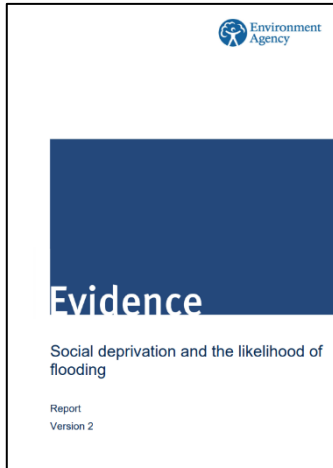 Environment
Agency
Evidence
Social deprivation and the likelihood of
flooding
Report
Version 2